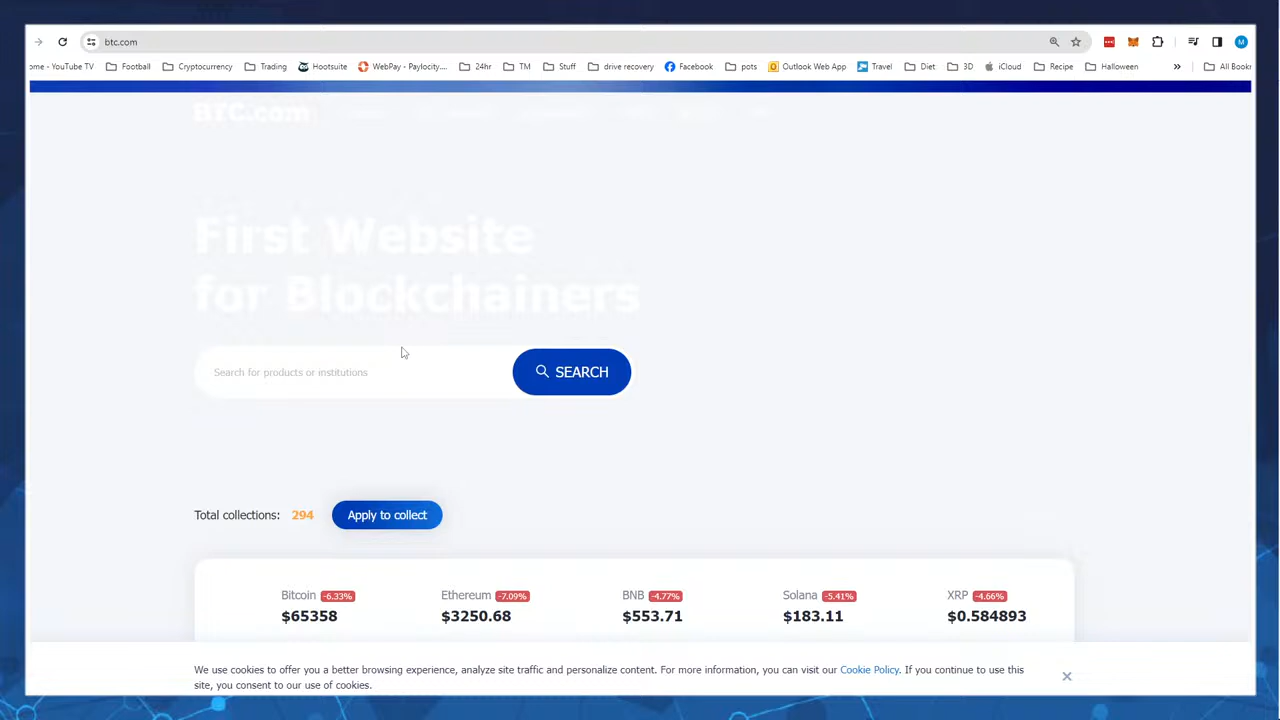 btc.com
M
ome - YouTube TV Football Cryptocurrency Trading Hootsuite WebPay - Paylocity.... 24hr TM Stuff drive recovery Facebook pots Outlook Web App Travel Diet 3D iCloud Recipe Halloween » All Book
BTC.com
First Website
for Blockchainers
Search for products or institutions
SEARCH
Total collections: 294 Apply to collect
Bitcoin -6.33% Ethereum -7.09% BNB -4.77% Solana -5.41% XRP -4.66%
$65358 $3250.68 $553.71 $183.11 $0.584893
We use cookies to offer you a better browsing experience, analyze site traffic and personalize content. For more information, you can visit our Cookie Policy. If you continue to use this
site, you consent to our use of cookies.